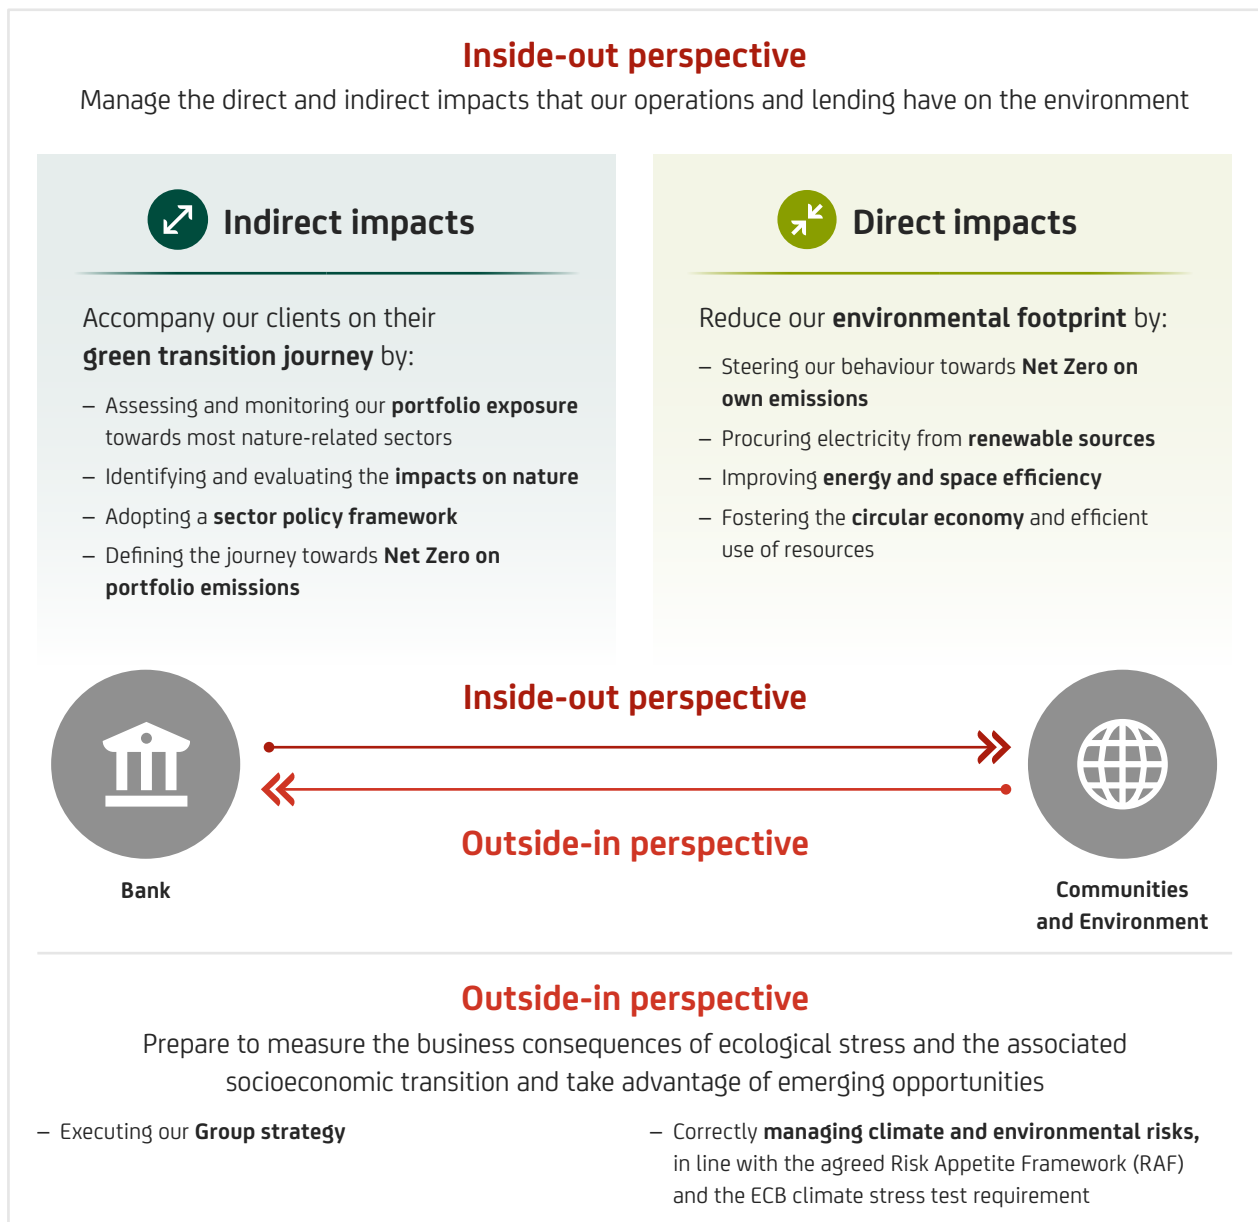 Inside-out perspective
Manage the direct and indirect impacts that our operations and lending have on the environment
Indirect impacts
Accompany our clients on their
green transition journey by:
– Assessing and monitoring our portfolio exposure
towards most nature-related sectors
– Identifying and evaluating the impacts on nature
– Adopting a sector policy framework
– Defining the journey towards Net Zero on
portfolio emissions
Direct impacts
Reduce our environmental footprint by:
– Steering our behaviour towards Net Zero on
own emissions
– Procuring electricity from renewable sources
– Improving energy and space efficiency
– Fostering the circular economy and efficient
use of resources
Inside-out perspective
Outside-in perspective
Bank
Communities
and Environment
Outside-in perspective
Prepare to measure the business consequences of ecological stress and the associated
socioeconomic transition and take advantage of emerging opportunities
– Executing our Group strategy
– Correctly managing climate and environmental risks,
in line with the agreed Risk Appetite Framework (RAF)
and the ECB climate stress test requirement